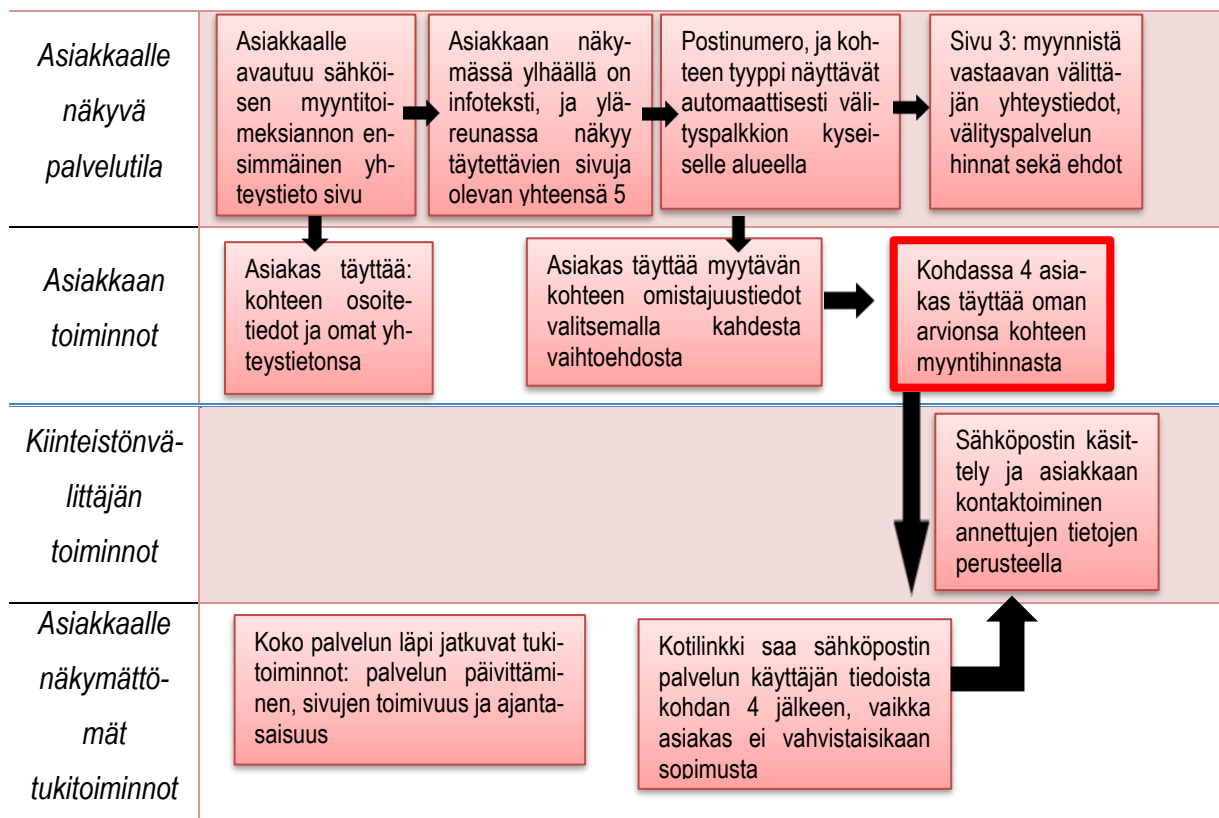 Asiakkaalle
näkyvä
palvelutila
Asiakkaalle
avautuu sähköi-
sen myyntitoi-
meksiannon en-
simmäinen yh-
teystieto sivu
Asiakkaan näky-
mässä ylhäällä on
infoteksti, ja ylä-
reunassa näkyy
täytettävien sivuja
olevan yhteensä 5
Postinumero, ja koh-
teen tyyppi näyttävät
automaattisesti väli-
tyspalkkion kysei-
selle alueella
Sivu 3: myynnistä
vastaavan välittä-
jän yhteystiedot,
välityspalvelun
hinnat sekä ehdot
Asiakkaan
toiminnot
Asiakas täyttää:
kohteen osoite-
tiedot ja omat yh-
teystietonsa
Asiakas täyttää myytävän
kohteen omistajuustiedot
valitsemalla kahdesta
vaihtoehdosta
Kohdassa 4 asia-
kas täyttää oman
arvionsa kohteen
myyntihinnasta
Kiinteistönvä-
littäjän
toiminnot
Sähköpostin käsit-
tely ja asiakkaan
kontaktoiminen
annettujen tietojen
perusteella
Asiakkaalle
näkymättö-
mät
tukitoiminnot
Koko palvelun läpi jatkuvat tuki-
toiminnot: palvelun päivittämi-
nen, sivujen toimivuus ja ajanta-
saisuus
Kotilinkki saa sähköpostin
palvelun käyttäjän tiedoista
kohdan 4 jälkeen, vaikka
asiakas ei vahvistaisikaan
sopimusta